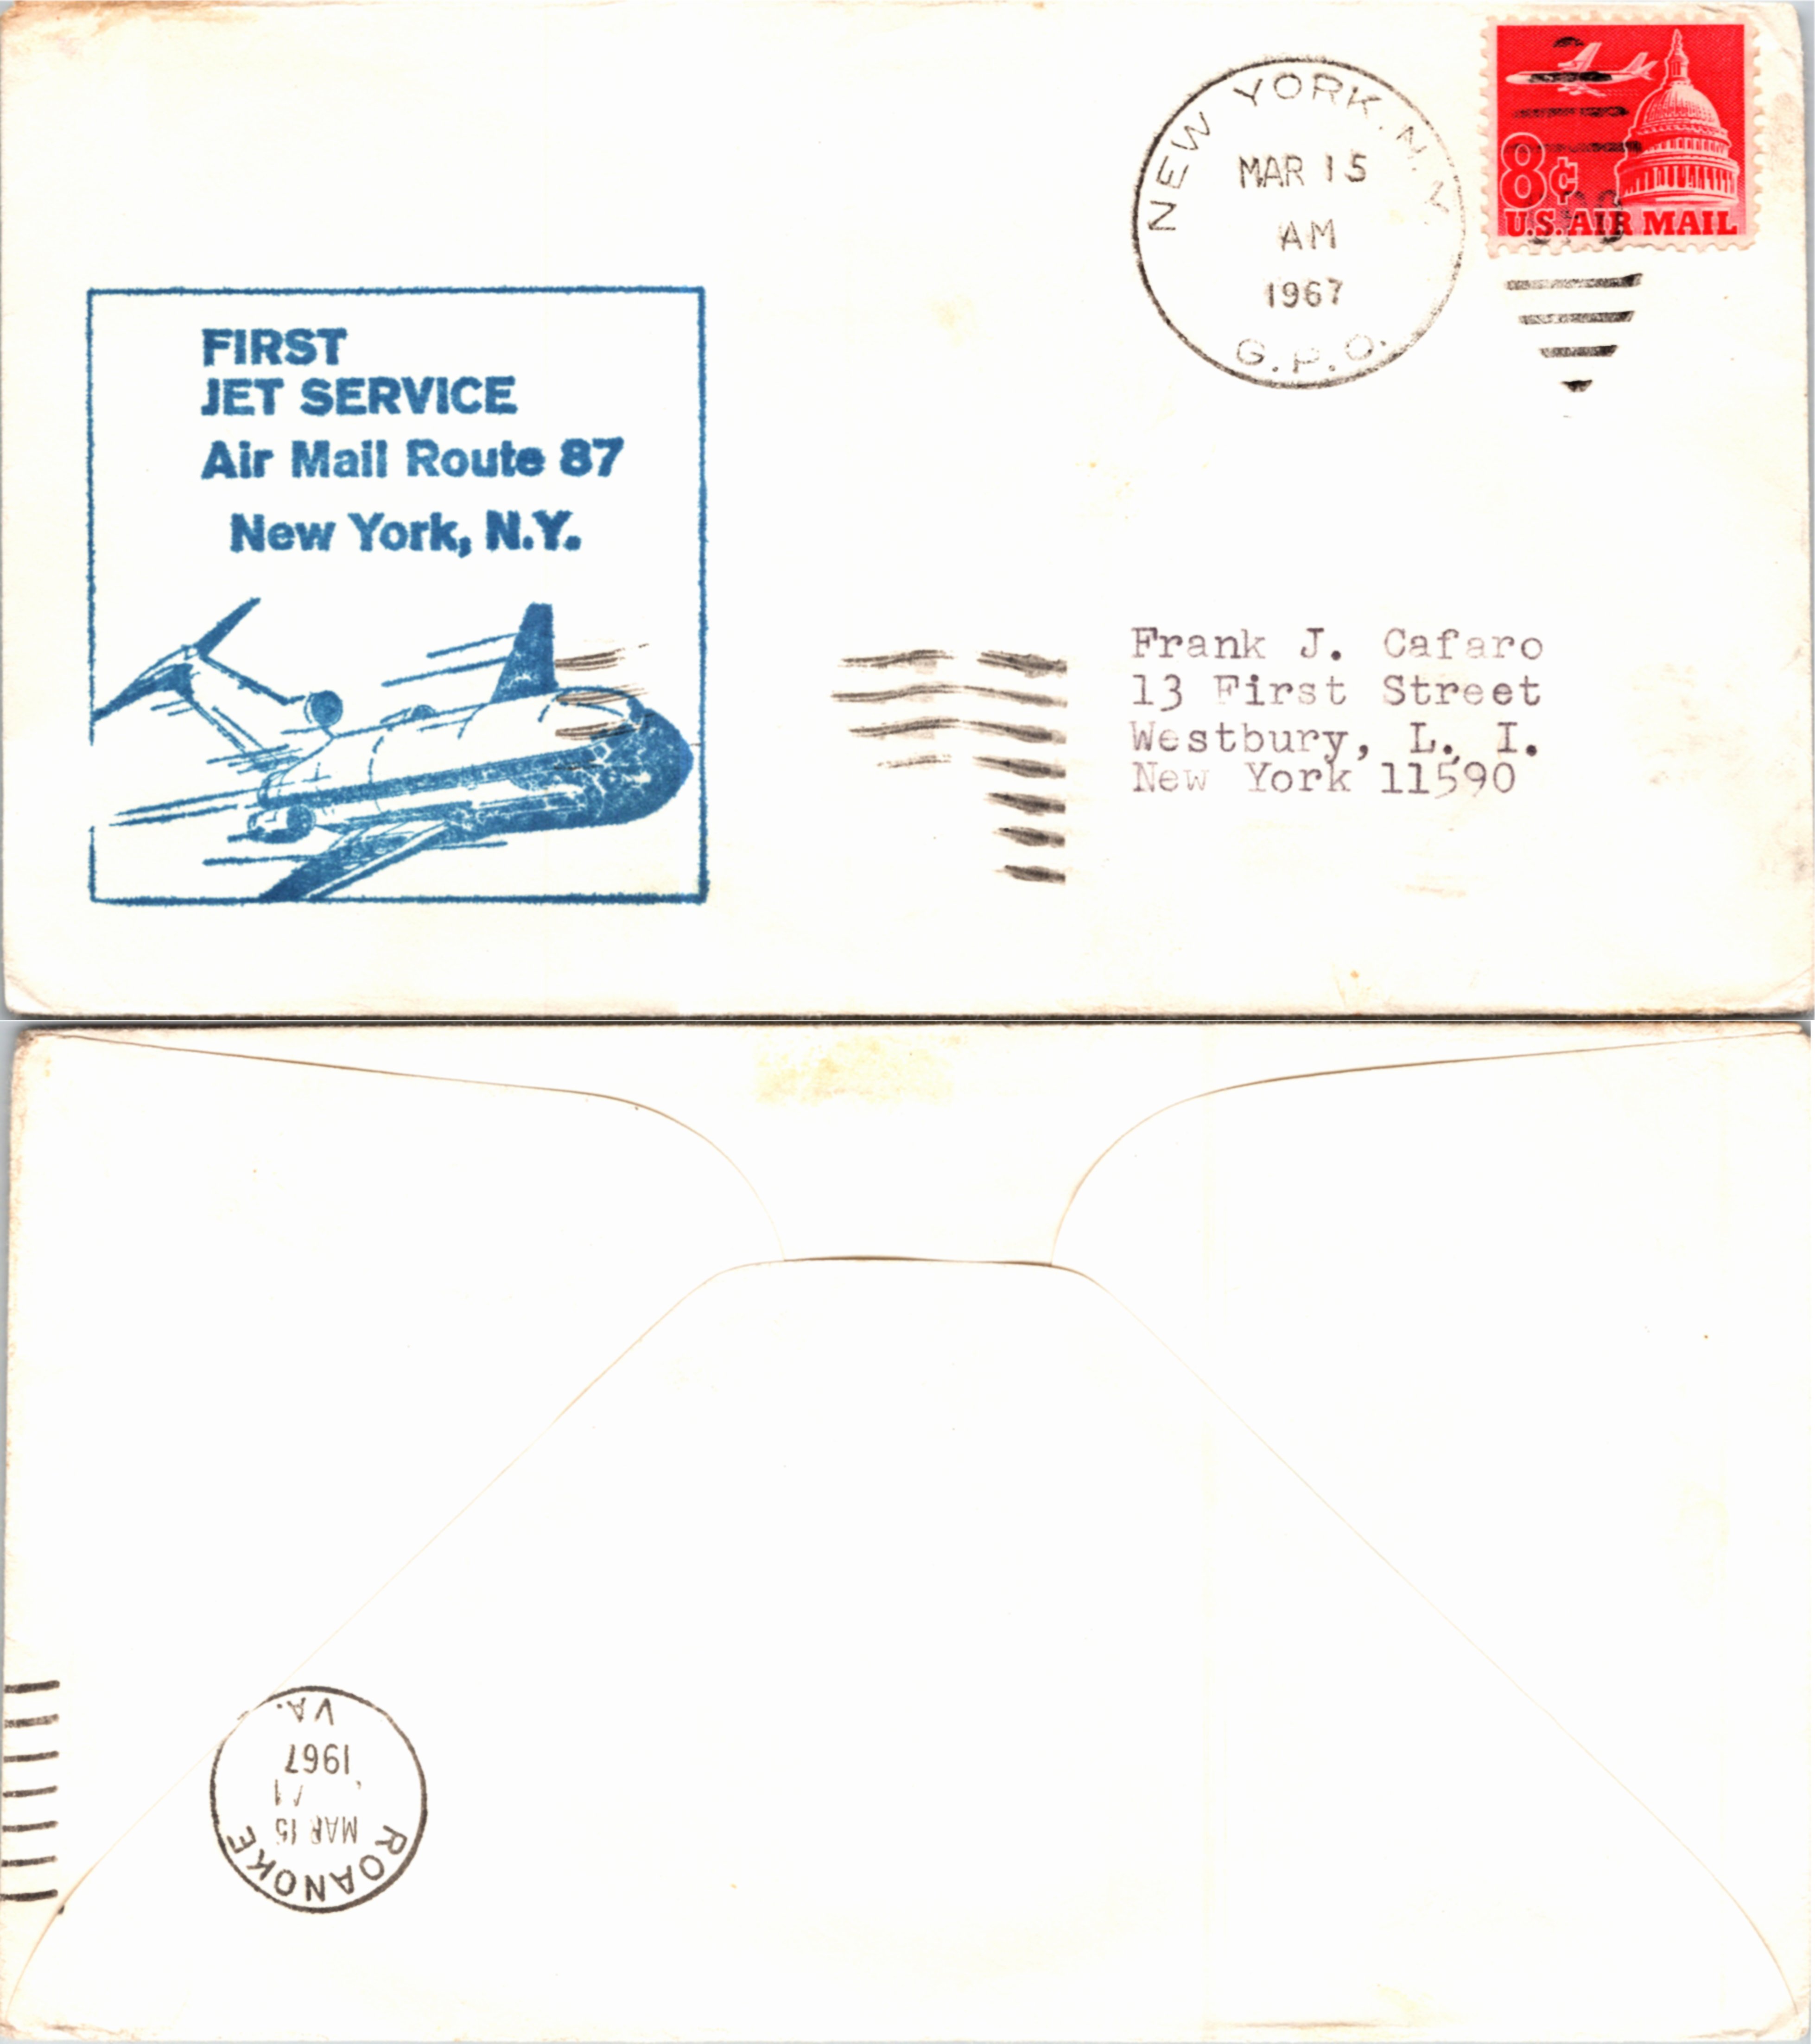 NEW YORK, N.Y.
MAR 15
AM
1967
G.P.O.
8¢
U.S. AIR MAIL
FIRST
JET SERVICE
Air Mail Route 87
New York, N.Y.
Frank J. Cafaro
13 First Street
Westbury, L. I.
New York 11590
ROANOKE
MAR 15
1967
VA.